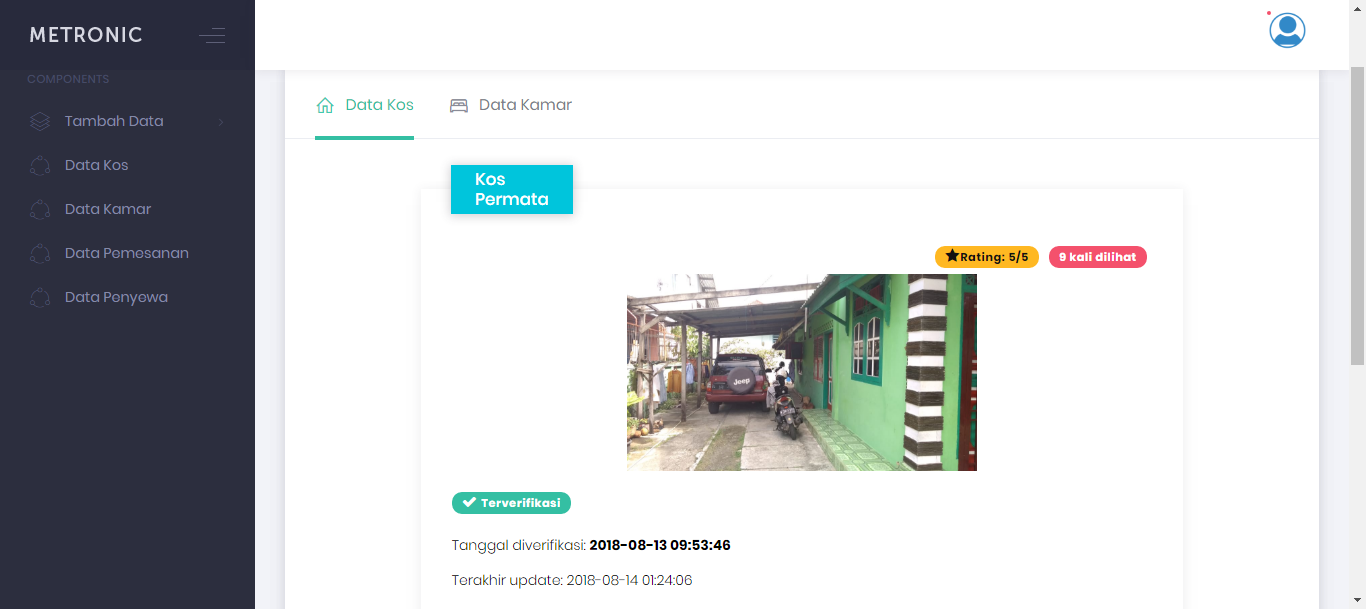 METRONIC
COMPONENTS
Tambah Data
Data Kos
Data Kamar
Data Pemesanan
Data Penyewa
Data Kos
Data Kamar
Kos
Permata
Rating: 5/5
9 kali dilihat
Jeep
Terverifikasi
Tanggal diverifikasi: 2018-08-13 09:53:46
Terakhir update: 2018-08-14 01:24:06